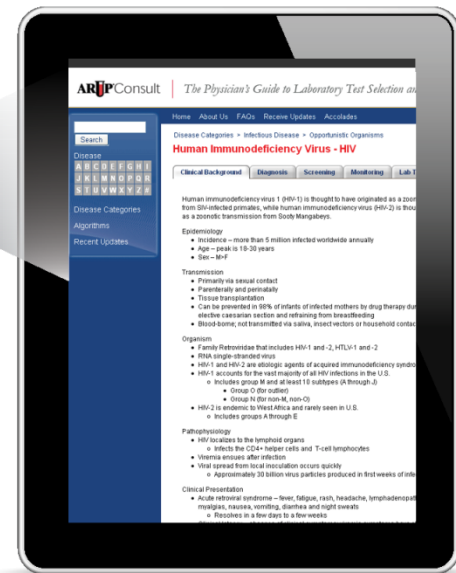 ARUP Consult
The Physician's Guide to Laboratory Test Selection an
Home About Us FAQs Receive Updates Accolades
Search
Disease
A B C D E F G H I
J K L M N O P Q R
S T U V W X Y Z #
Disease Categories
Algorithms
Recent Updates
Disease Categories > Infectious Disease > Opportunistic Organisms
Human Immunodeficiency Virus - HIV
Clinical Background Diagnosis Screening Monitoring Lab T
Human immunodeficiency virus 1 (HIV-1) is thought to have originated as a zoon
from SIV-infected primates, while human immunodeficiency virus (HIV-2) is thou
as a zoonotic transmission from Sooty Mangabeys.
Epidemiology
• Incidence – more than 5 million infected worldwide annually
• Age – peak is 18-30 years
• Sex – M>F
Transmission
• Primarily via sexual contact
• Parenterally and perinatally
• Tissue transplantation
• Can be prevented in 98% of infants of infected mothers by drug therapy dur
elective caesarian section and refraining from breastfeeding
• Blood-borne; not transmitted via saliva, insect vectors or household contac
Organism
• Family Retroviridae that includes HIV-1 and -2, HTLV-1 and -2
• RNA single-stranded virus
• HIV-1 and HIV-2 are etiologic agents of acquired immunodeficiency syndro
• HIV-1 accounts for the vast majority of all HIV infections in the U.S.
o Includes group M and at least 10 subtypes (A through J)
• Group O (for outlier)
• Group N (for non-M, non-O)
• HIV-2 is endemic to West Africa and rarely seen in U.S.
o Includes groups A through E
Pathophysiology
• HIV localizes to the lymphoid organs
o Infects the CD4+ helper cells and T-cell lymphocytes
• Viremia ensues after infection
• Viral spread from local inoculation occurs quickly
o Approximately 30 billion virus particles produced in first weeks of infe
Clinical Presentation
• Acute retroviral syndrome – fever, fatigue, rash, headache, lymphadenopat
myalgias, nausea, vomiting, diarrhea and night sweats
o Resolves in a few days to a few weeks